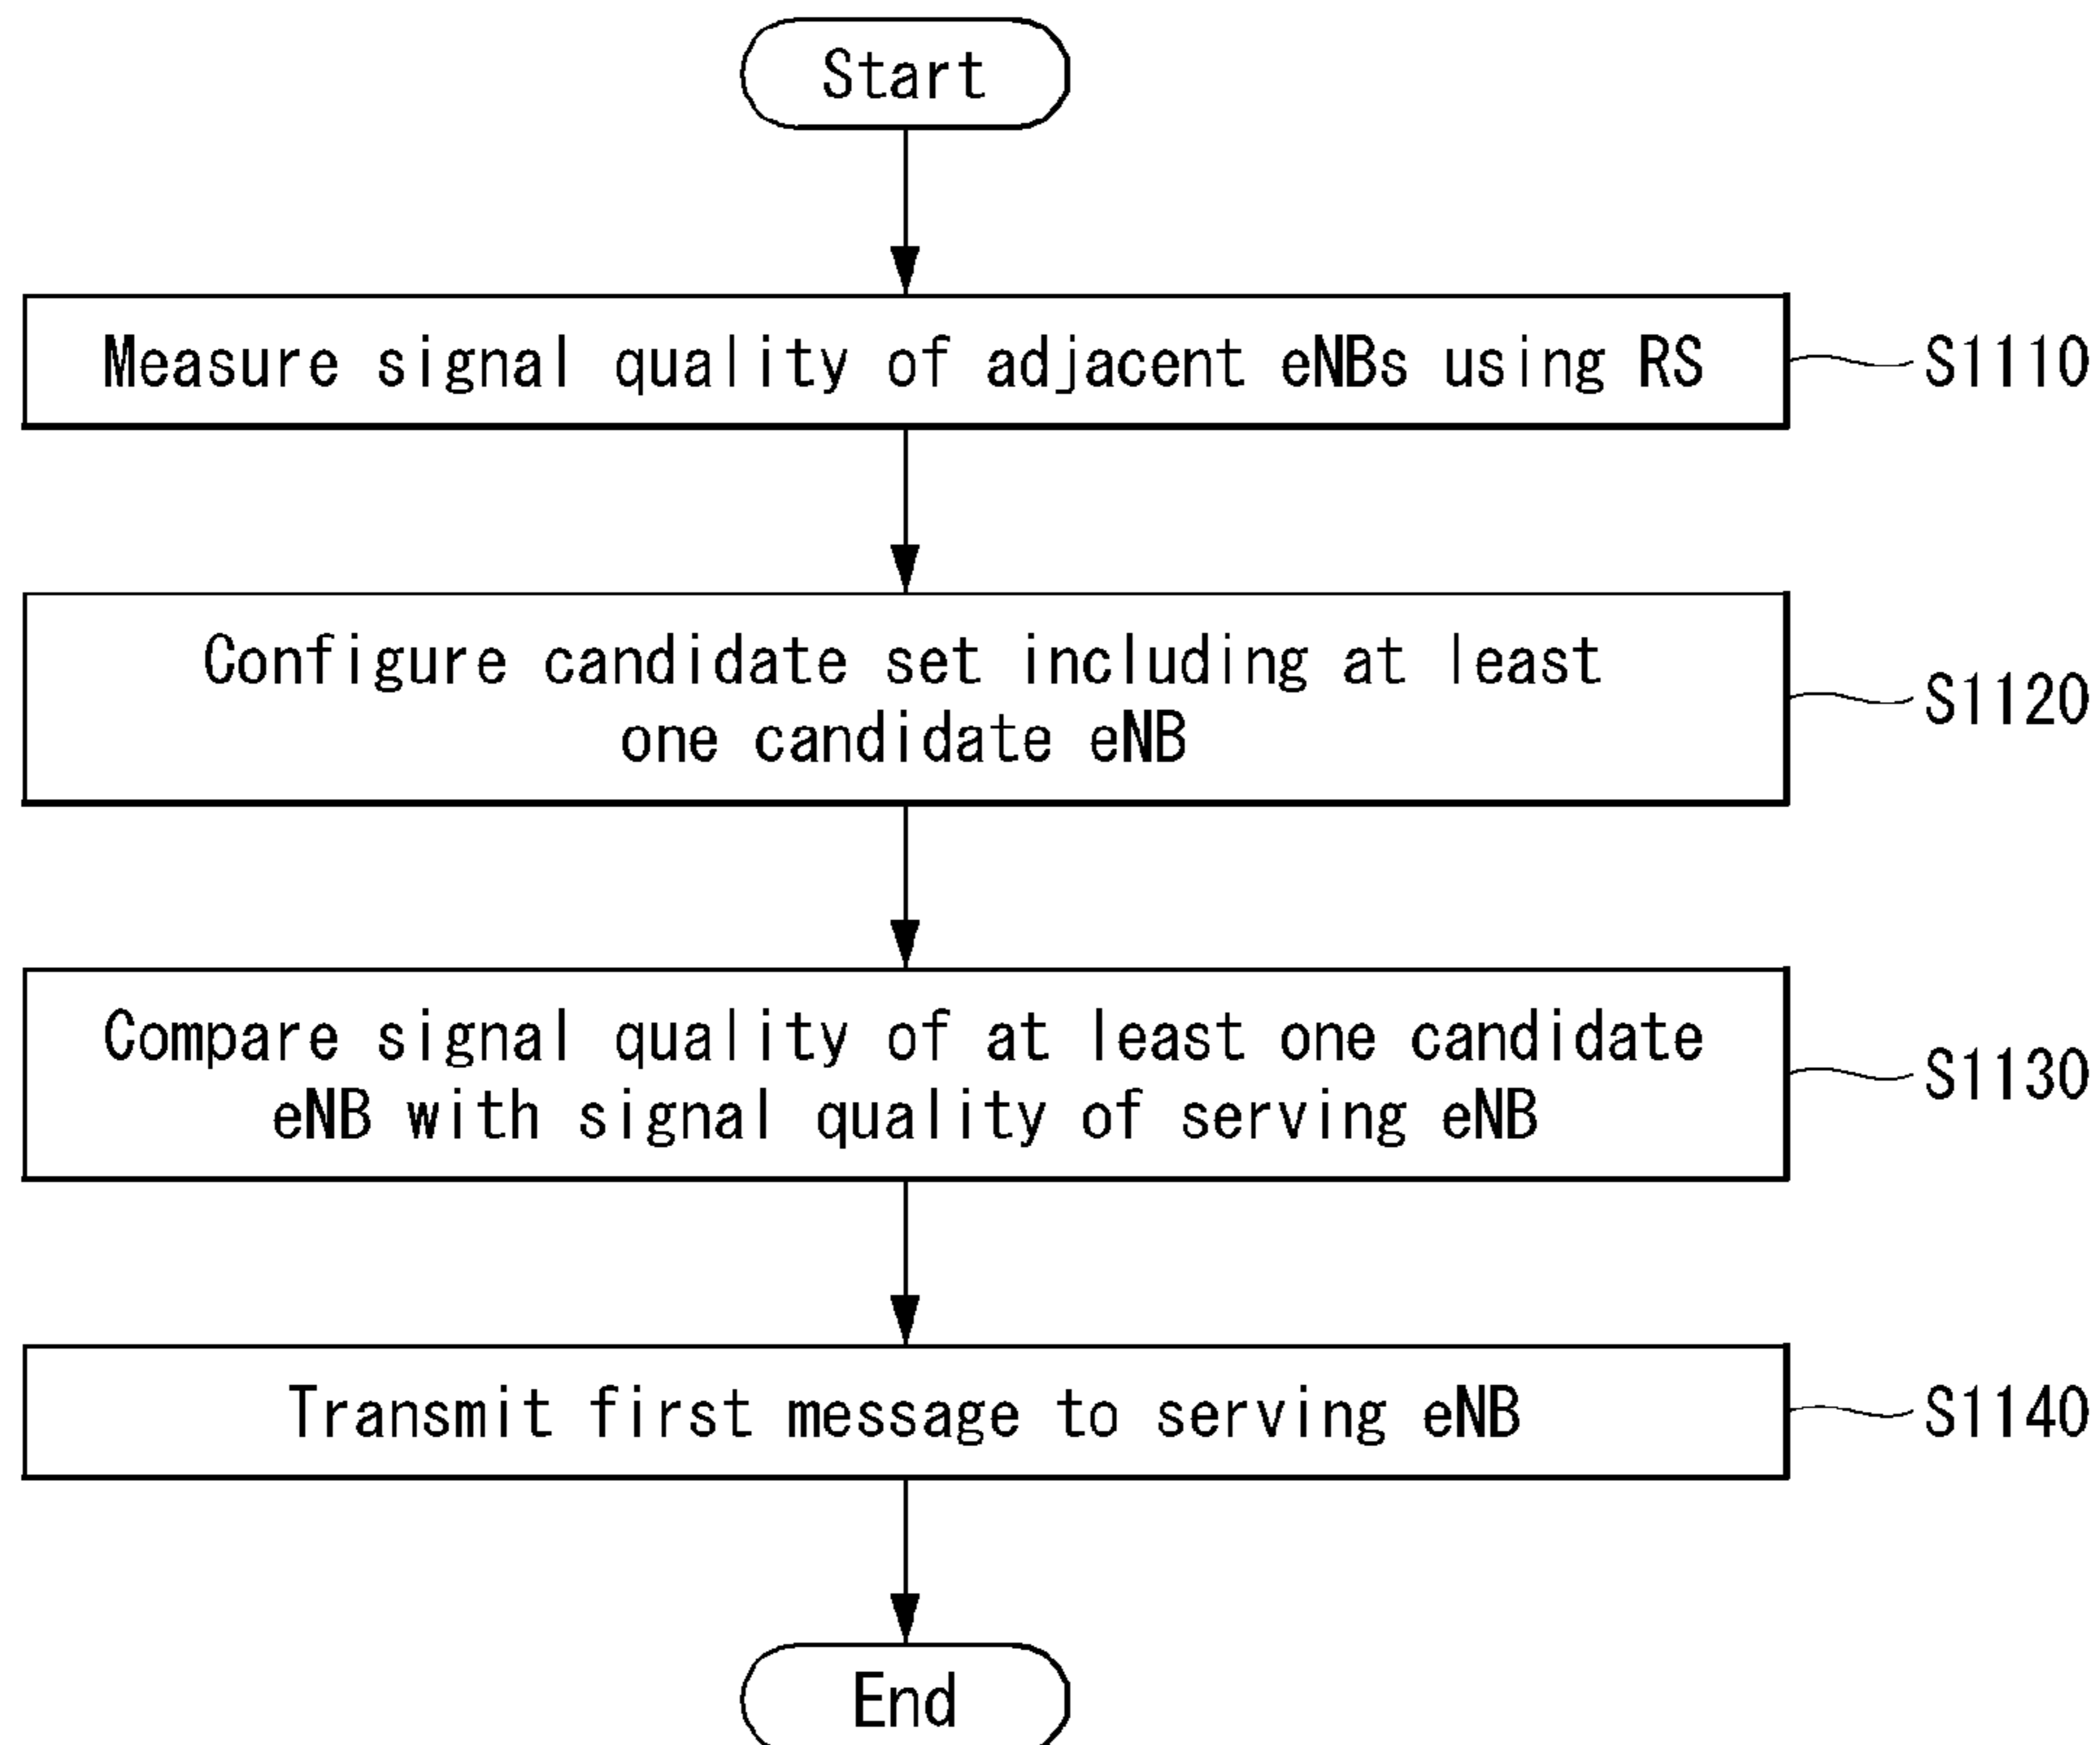 Start
Measure signal quality of adjacent eNBs using RS
S1110
Configure candidate set including at least
one candidate eNB
S1120
Compare signal quality of at least one candidate
eNB with signal quality of serving eNB
S1130
Transmit first message to serving eNB
S1140
End